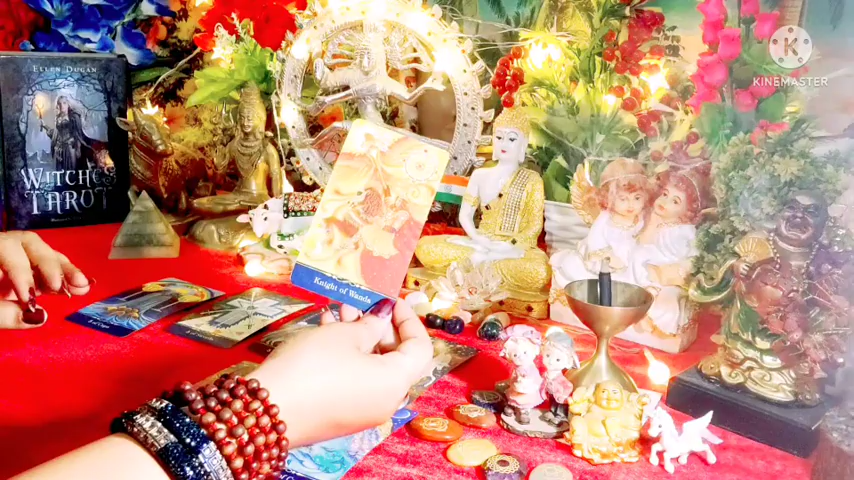 ELLEN DUGAN
WITCHES
TAROT
KINEMASTER
Knight of Wands